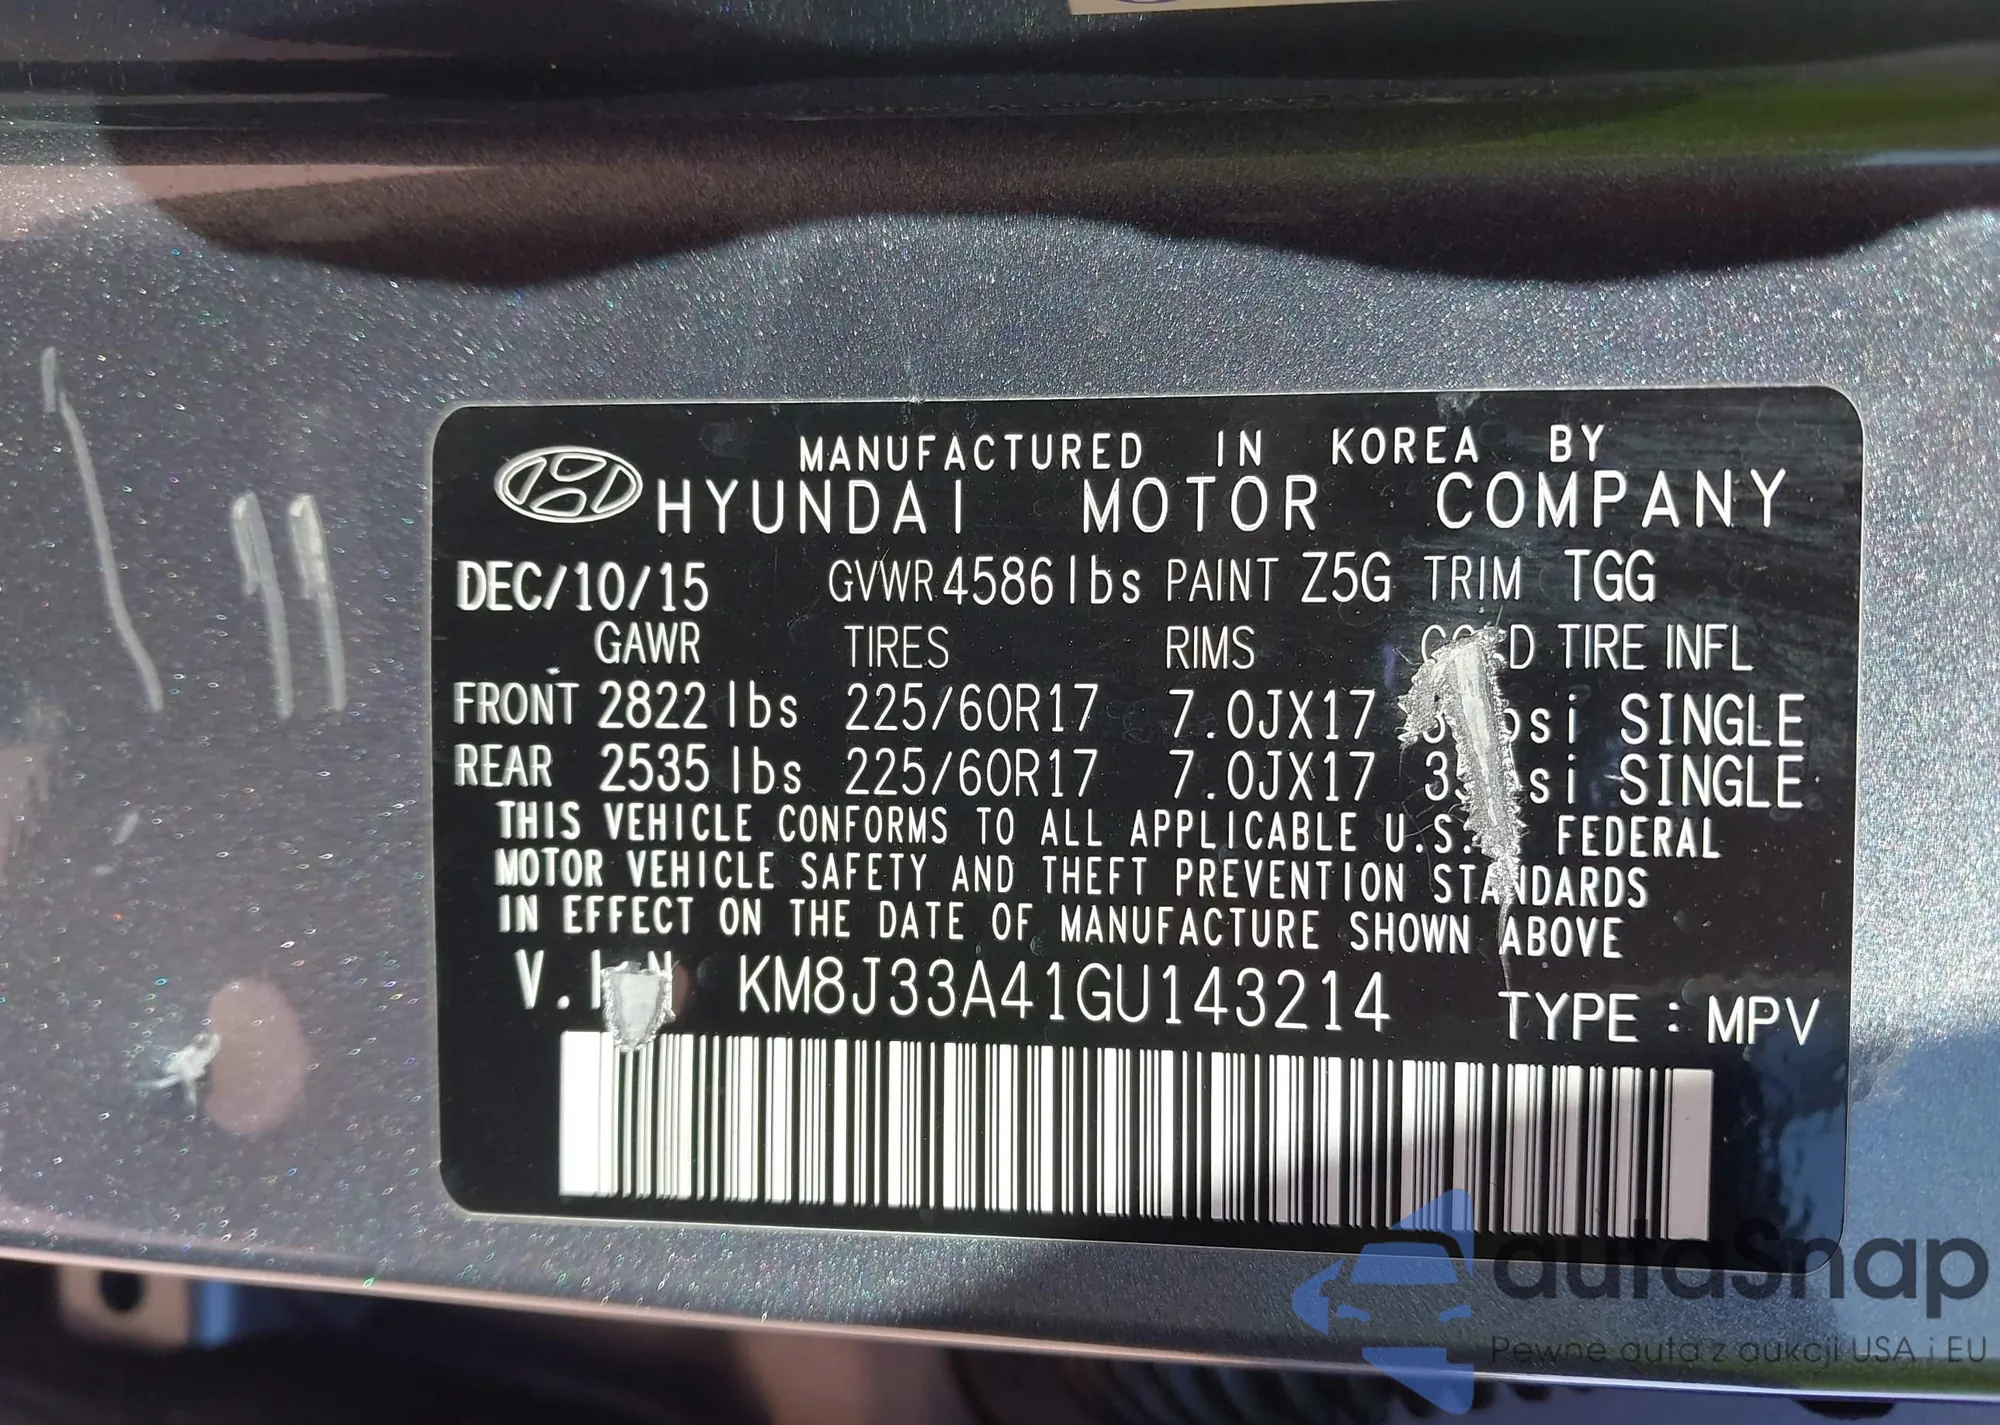 MANUFACTURED IN KOREA BY
HYUNDAI MOTOR COMPANY
DEC/10/15 GVWR 4586 lbs PAINT Z5G TRIM TGG
GAWR TIRES RIMS TIRE INFL
FRONT 2822 lbs 225/60R17 7.0JX17 SINGLE
REAR 2535 lbs 225/60R17 7.0JX17 SINGLE
THIS VEHICLE CONFORMS TO ALL APPLICABLE U.S. FEDERAL
MOTOR VEHICLE SAFETY AND THEFT PREVENTION STANDARDS
IN EFFECT ON THE DATE OF MANUFACTURE SHOWN ABOVE
V.I.N KM8J33A41GU143214 TYPE : MPV
autoSnap
Pewne auta z aukcji USA i EU